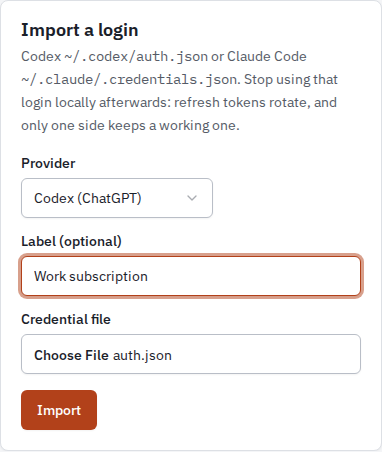 Import a login
Codex ~/.codex/auth.json or Claude Code
~/.claude/.credentials.json. Stop using that
login locally afterwards: refresh tokens rotate, and
only one side keeps a working one.
Provider
Codex (ChatGPT)
Label (optional)
Work subscription
Credential file
Choose File auth.json
Import